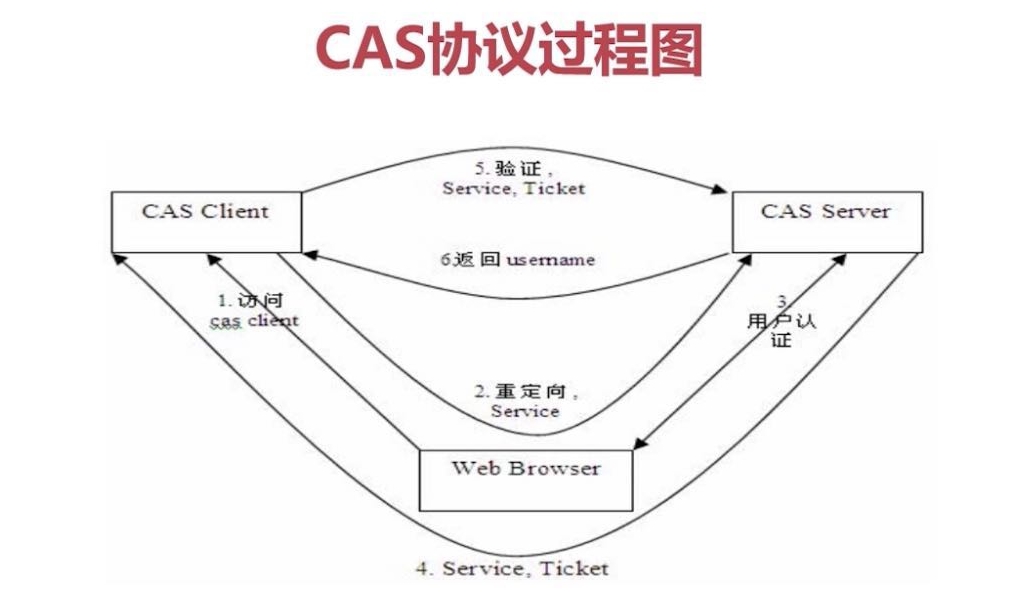 CAS协议过程图
5. 验证，
Service, Ticket
CAS Client
CAS Server
6返回 username
1. 访问
cas client
3.
用户认
证
2. 重定向，
Service
Web Browser
4. Service, Ticket